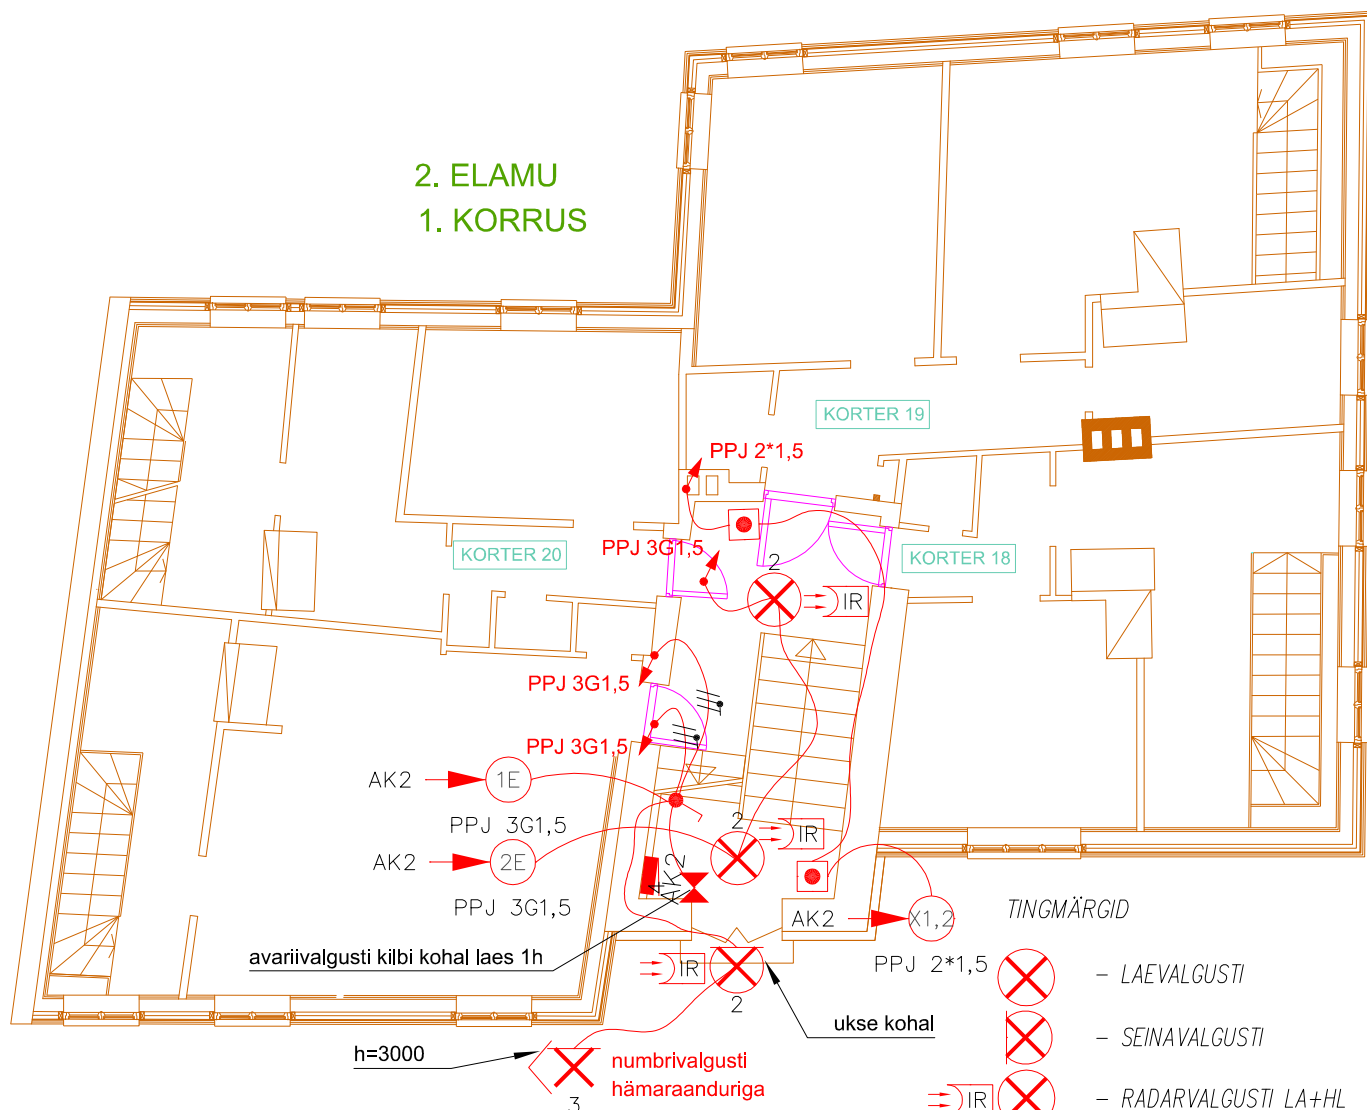 2. ELAMU
1. KORRUS
KORTER 19
PPJ 2*1,5
KORTER 20
PPJ 3G1,5
KORTER 18
2
IR
PPJ 3G1,5
PPJ 3G1,5
AK2
1E
PPJ 3G1,5
AK2
2E
PPJ 3G1,5
2
IR
AK2
AK2
X1,2
PPJ 2*1,5
avariivalgusti kilbi kohal laes 1h
IR
2
ukse kohal
h=3000
numbrivalgusti
hämaraanduriga
3
TINGMÄRGID
- LAEVALGUSTI
- SEINAVALGUSTI
IR
- RADARVALGUSTI LA+HL